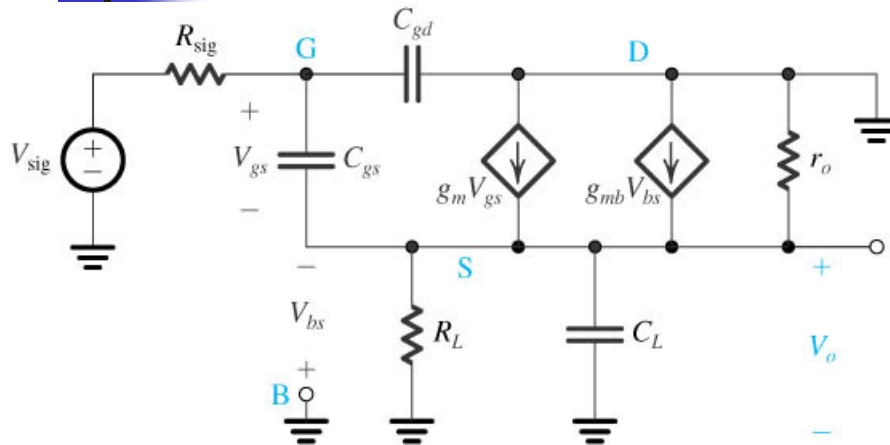 C_gd
R_sig
G
D
+
V_sig
+
−
V_gs
C_gs
g_mV_gs
g_mbV_bs
r_o
−
S
−
+
V_bs
R_L
C_L
V_o
+
B
−